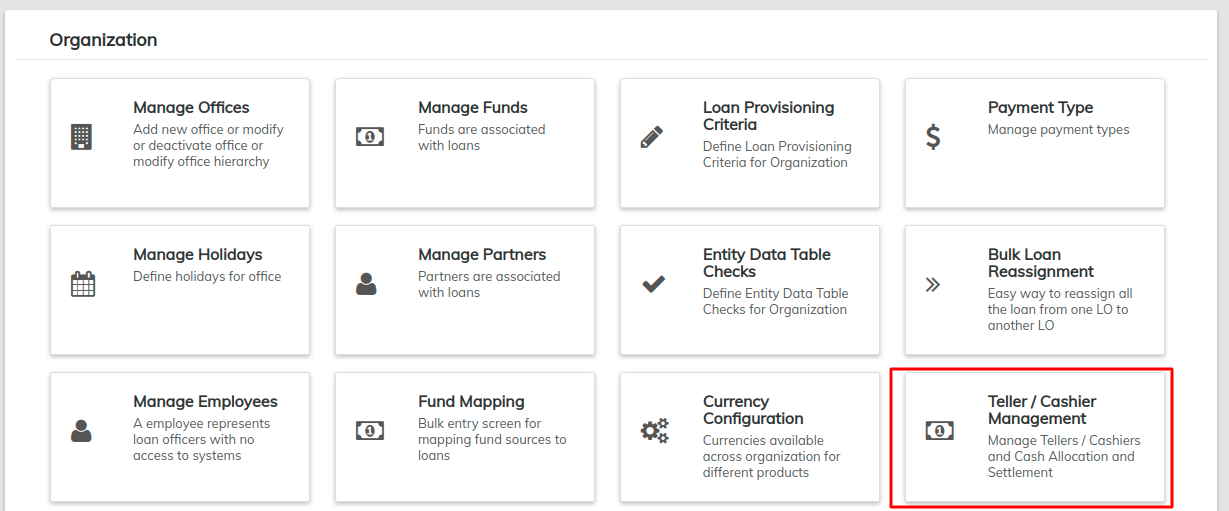 Organization
Manage Offices
Add new office or modify
or deactivate office or
modify office hierarchy
Manage Funds
Funds are associated
with loans
Loan Provisioning
Criteria
Define Loan Provisioning
Criteria for Organization
Payment Type
Manage payment types
Manage Holidays
Define holidays for office
Manage Partners
Partners are associated
with loans
Entity Data Table
Checks
Define Entity Data Table
Checks for Organization
Bulk Loan
Reassignment
Easy way to reassign all
the loan from one LO to
another LO
Manage Employees
A employee represents
loan officers with no
access to systems
Fund Mapping
Bulk entry screen for
mapping fund sources to
loans
Currency
Configuration
Currencies available
across organization for
different products
Teller / Cashier
Management
Manage Tellers / Cashiers
and Cash Allocation and
Settlement